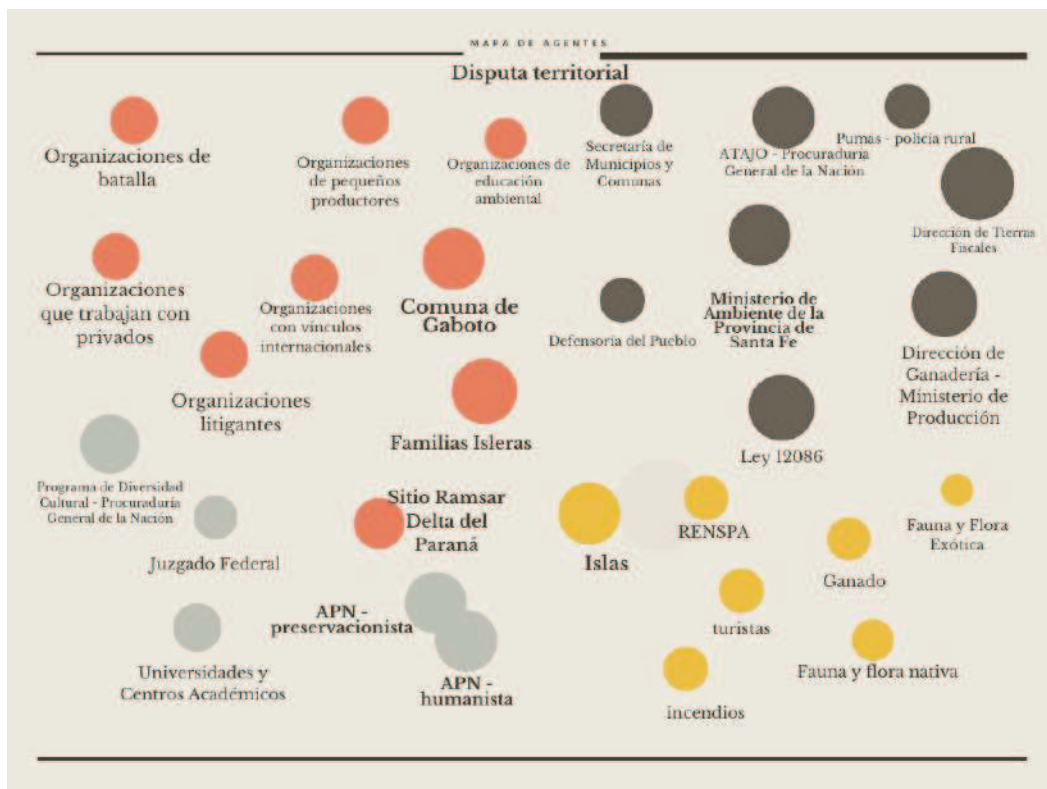 MAPA DE AGENTES
Disputa territorial
Organizaciones de
batalla
Organizaciones
de pequeños
productores
Organizaciones de
educación
ambiental
Secretaría de
Municipios y
Comunas
ATAJO - Procuraduría
General de la Nación
Pumas - policía rural
Dirección de Tierras
Fiscales
Organizaciones
que trabajan con
privados
Organizaciones
con vínculos
internacionales
Comuna de
Gaboto
Defensoría del Pueblo
Ministerio de
Ambiente de la
Provincia de
Santa Fe
Dirección de
Ganadería -
Ministerio de
Producción
Organizaciones
litigantes
Familias Isleras
Ley 12086
Programa de Diversidad
Cultural - Procuraduría
General de la Nación
Juzgado Federal
Sitio Ramsar
Delta del
Paraná
Islas
RENSPA
Fauna y Flora
Exótica
Ganado
APN -
preservacionista
turistas
Universidades y
Centros Académicos
APN -
humanista
Fauna y flora nativa
incendios